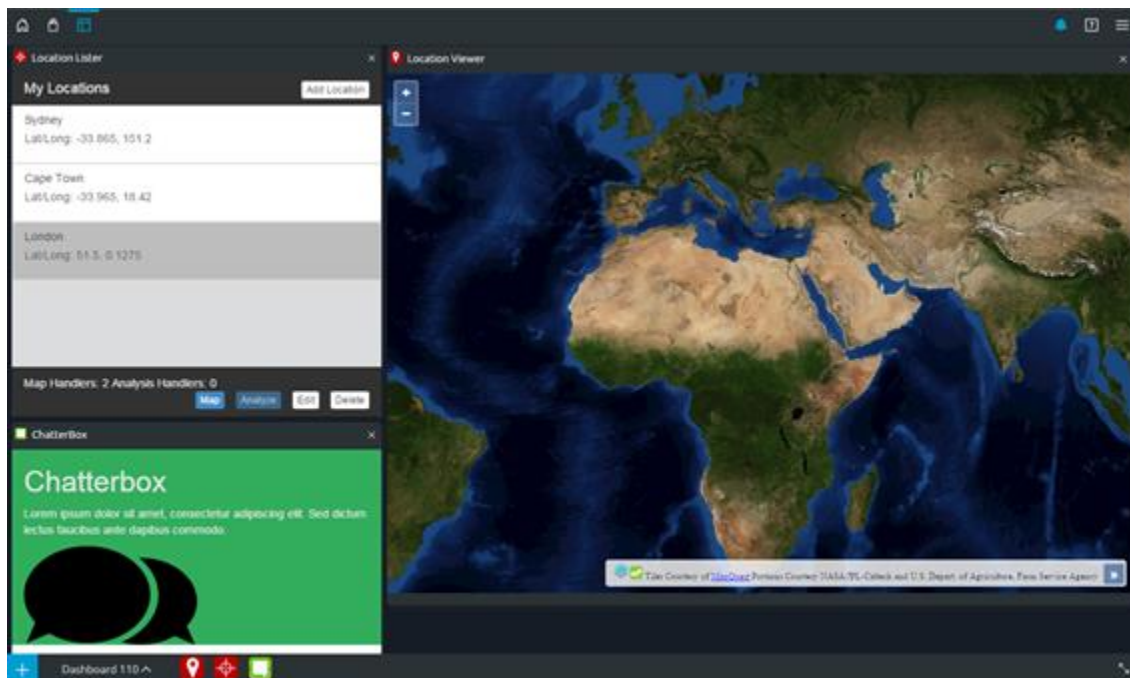 Location Lister
My Locations
Add Location
Sydney
Lat/Long: -33.865, 151.2
Cape Town
Lat/Long: -33.965, 18.42
London
Lat/Long: 51.5, 0.1275
Map Handlers: 2 Analysis Handlers: 0
Map
Analyze
Edit
Delete
ChatterBox
Chatterbox
Lorem ipsum dolor sit amet, consectetur adipiscing elit. Sed dictum
lectus faucibus ante dapibus commodo.
Location Viewer
+
−
Tiles Courtesy of MapQuest Portions Courtesy NASA/JPL-Caltech and U.S. Depart. of Agriculture, Farm Service Agency
Dashboard 110